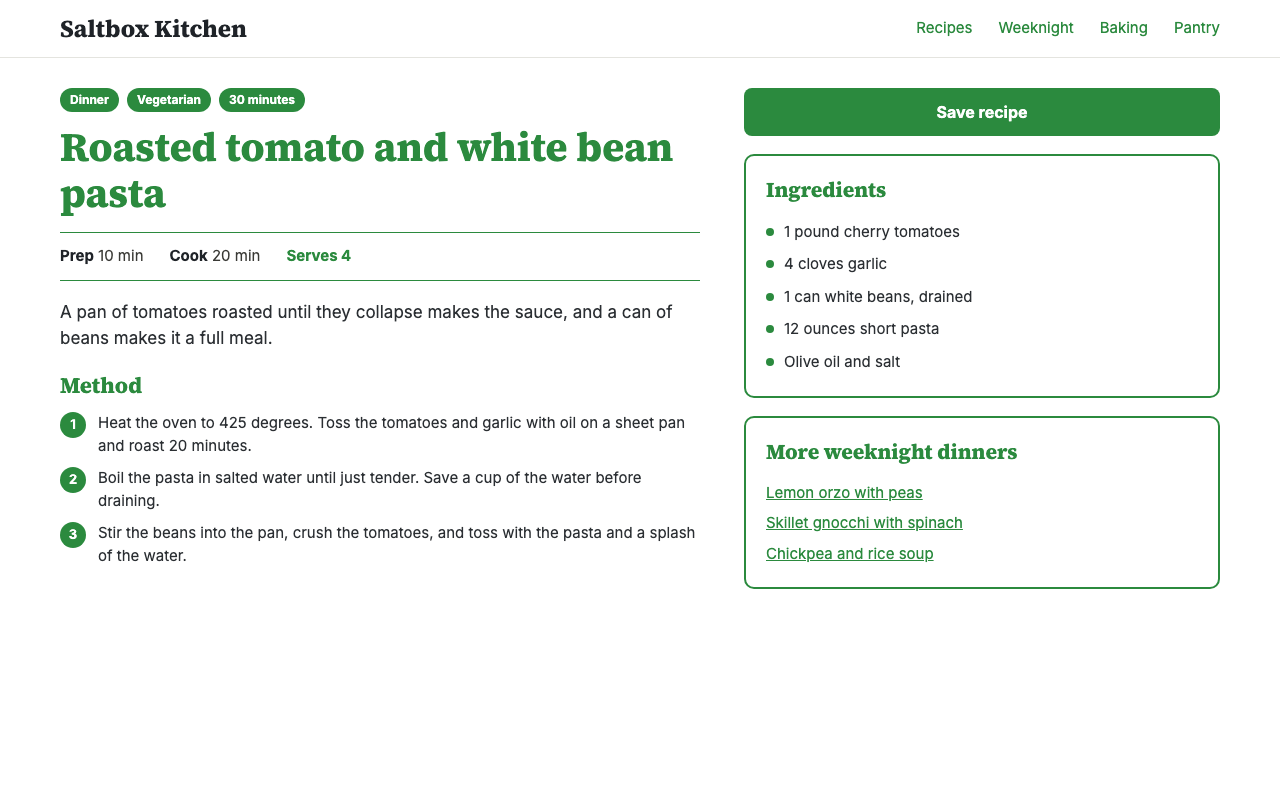 Saltbox Kitchen
Recipes Weeknight Baking Pantry
Dinner Vegetarian 30 minutes
Roasted tomato and white bean
pasta
Prep 10 min Cook 20 min Serves 4
A pan of tomatoes roasted until they collapse makes the sauce, and a can of
beans makes it a full meal.
Method
1 Heat the oven to 425 degrees. Toss the tomatoes and garlic with oil on a sheet pan
and roast 20 minutes.
2 Boil the pasta in salted water until just tender. Save a cup of the water before
draining.
3 Stir the beans into the pan, crush the tomatoes, and toss with the pasta and a splash
of the water.
Save recipe
Ingredients
1 pound cherry tomatoes
4 cloves garlic
1 can white beans, drained
12 ounces short pasta
Olive oil and salt
More weeknight dinners
Lemon orzo with peas
Skillet gnocchi with spinach
Chickpea and rice soup